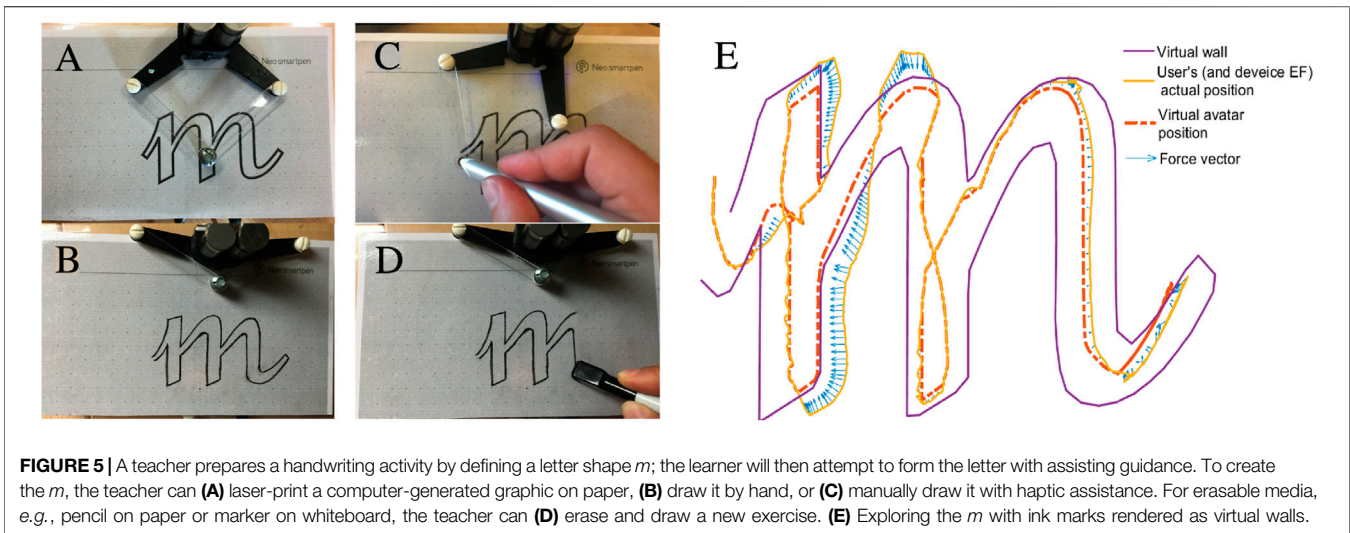 A
Neo smartpen
C
Neo smartpen
B
Neo smartpen
D
Neo smartpen
E
Virtual wall
User's (and deveice EF)
actual position
Virtual avatar
position
Force vector
FIGURE 5 | A teacher prepares a handwriting activity by defining a letter shape m; the learner will then attempt to form the letter with assisting guidance. To create
the m, the teacher can (A) laser-print a computer-generated graphic on paper, (B) draw it by hand, or (C) manually draw it with haptic assistance. For erasable media,
e.g., pencil on paper or marker on whiteboard, the teacher can (D) erase and draw a new exercise. (E) Exploring the m with ink marks rendered as virtual walls.